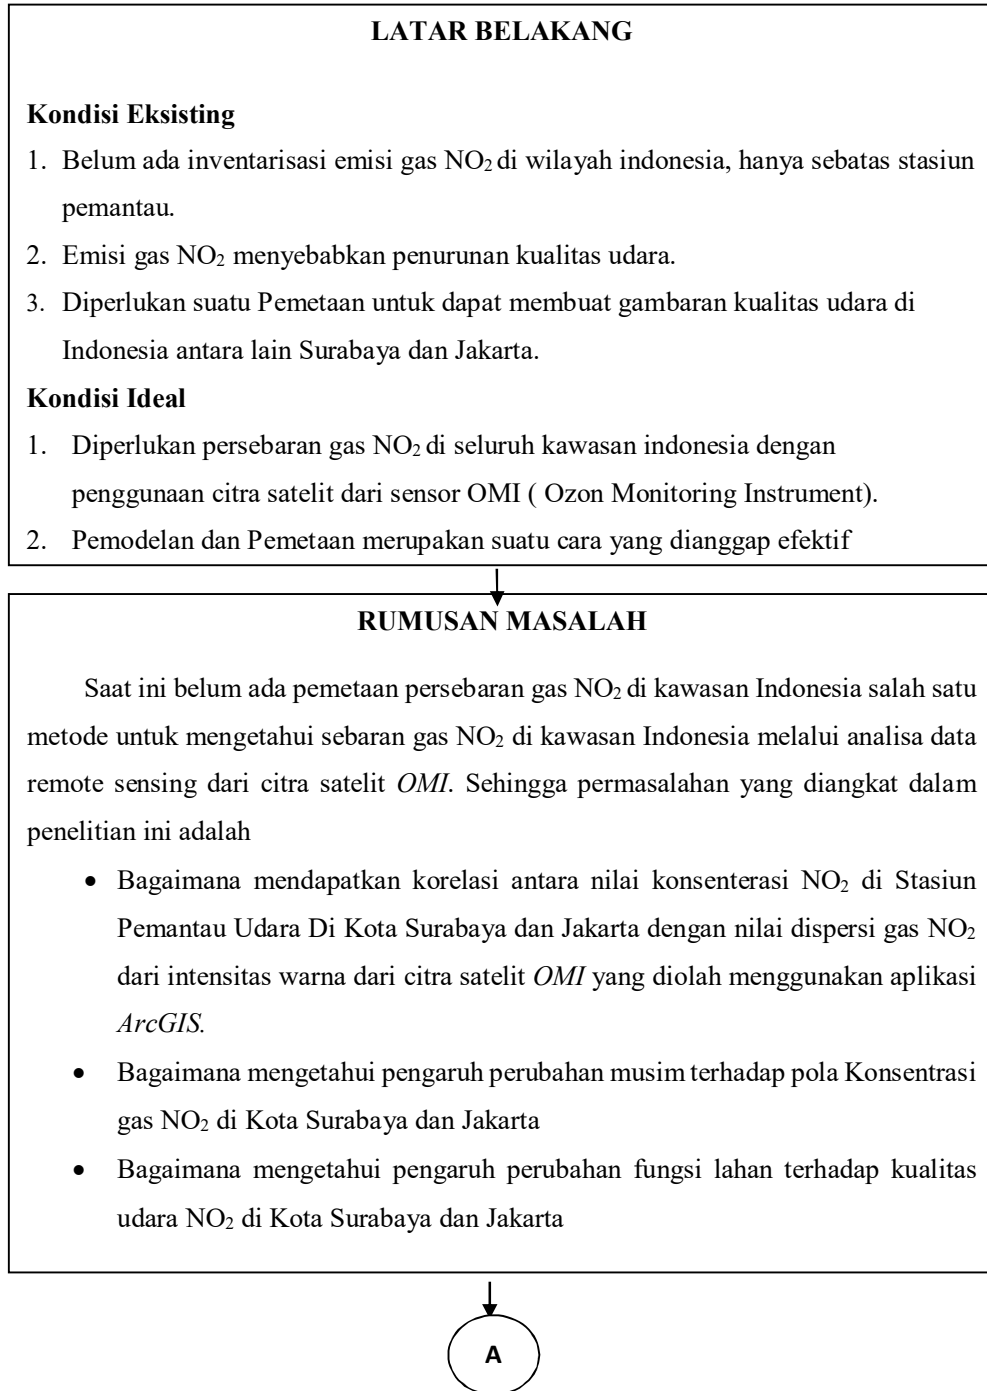 LATAR BELAKANG
Kondisi Eksisting
1. Belum ada inventarisasi emisi gas NO₂ di wilayah indonesia, hanya sebatas stasiun
pemantau.
2. Emisi gas NO₂ menyebabkan penurunan kualitas udara.
3. Diperlukan suatu Pemetaan untuk dapat membuat gambaran kualitas udara di
Indonesia antara lain Surabaya dan Jakarta.
Kondisi Ideal
1. Diperlukan persebaran gas NO₂ di seluruh kawasan indonesia dengan
penggunaan citra satelit dari sensor OMI ( Ozon Monitoring Instrument).
2. Pemodelan dan Pemetaan merupakan suatu cara yang dianggap efektif
RUMUSAN MASALAH
Saat ini belum ada pemetaan persebaran gas NO₂ di kawasan Indonesia salah satu
metode untuk mengetahui sebaran gas NO₂ di kawasan Indonesia melalui analisa data
remote sensing dari citra satelit OMI. Sehingga permasalahan yang diangkat dalam
penelitian ini adalah
• Bagaimana mendapatkan korelasi antara nilai konsenterasi NO₂ di Stasiun
Pemantau Udara Di Kota Surabaya dan Jakarta dengan nilai dispersi gas NO₂
dari intensitas warna dari citra satelit OMI yang diolah menggunakan aplikasi
ArcGIS.
• Bagaimana mengetahui pengaruh perubahan musim terhadap pola Konsentrasi
gas NO₂ di Kota Surabaya dan Jakarta
• Bagaimana mengetahui pengaruh perubahan fungsi lahan terhadap kualitas
udara NO₂ di Kota Surabaya dan Jakarta
A